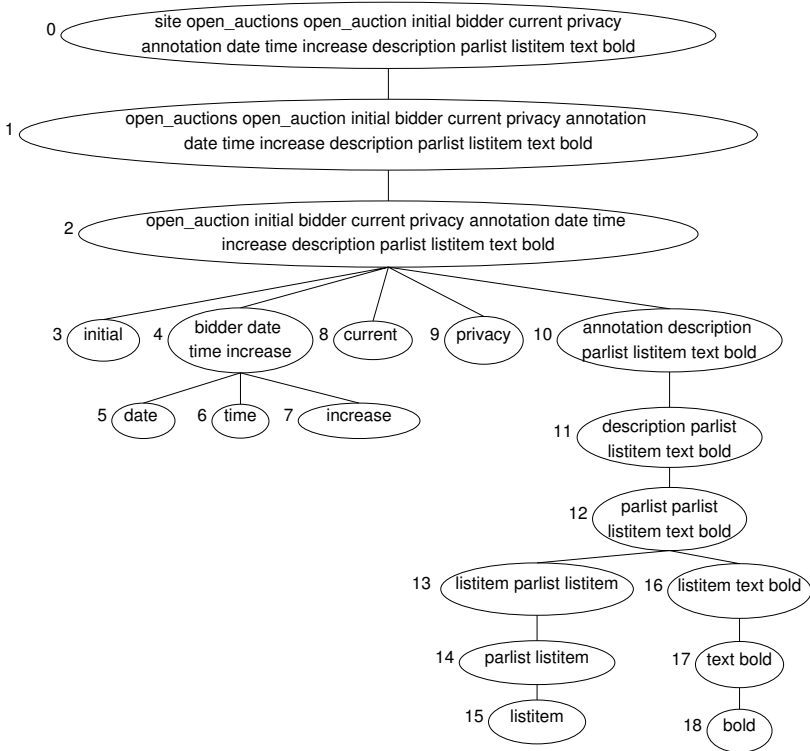 0
site open_auctions open_auction initial bidder current privacy
annotation date time increase description parlist listitem text bold
1
open_auctions open_auction initial bidder current privacy annotation
date time increase description parlist listitem text bold
2
open_auction initial bidder current privacy annotation date time
increase description parlist listitem text bold
3
initial
4
bidder date
time increase
8
current
9
privacy
10
annotation description
parlist listitem text bold
5
date
6
time
7
increase
11
description parlist
listitem text bold
12
parlist parlist
listitem text bold
13
listitem parlist listitem
16
listitem text bold
14
parlist listitem
17
text bold
15
listitem
18
bold